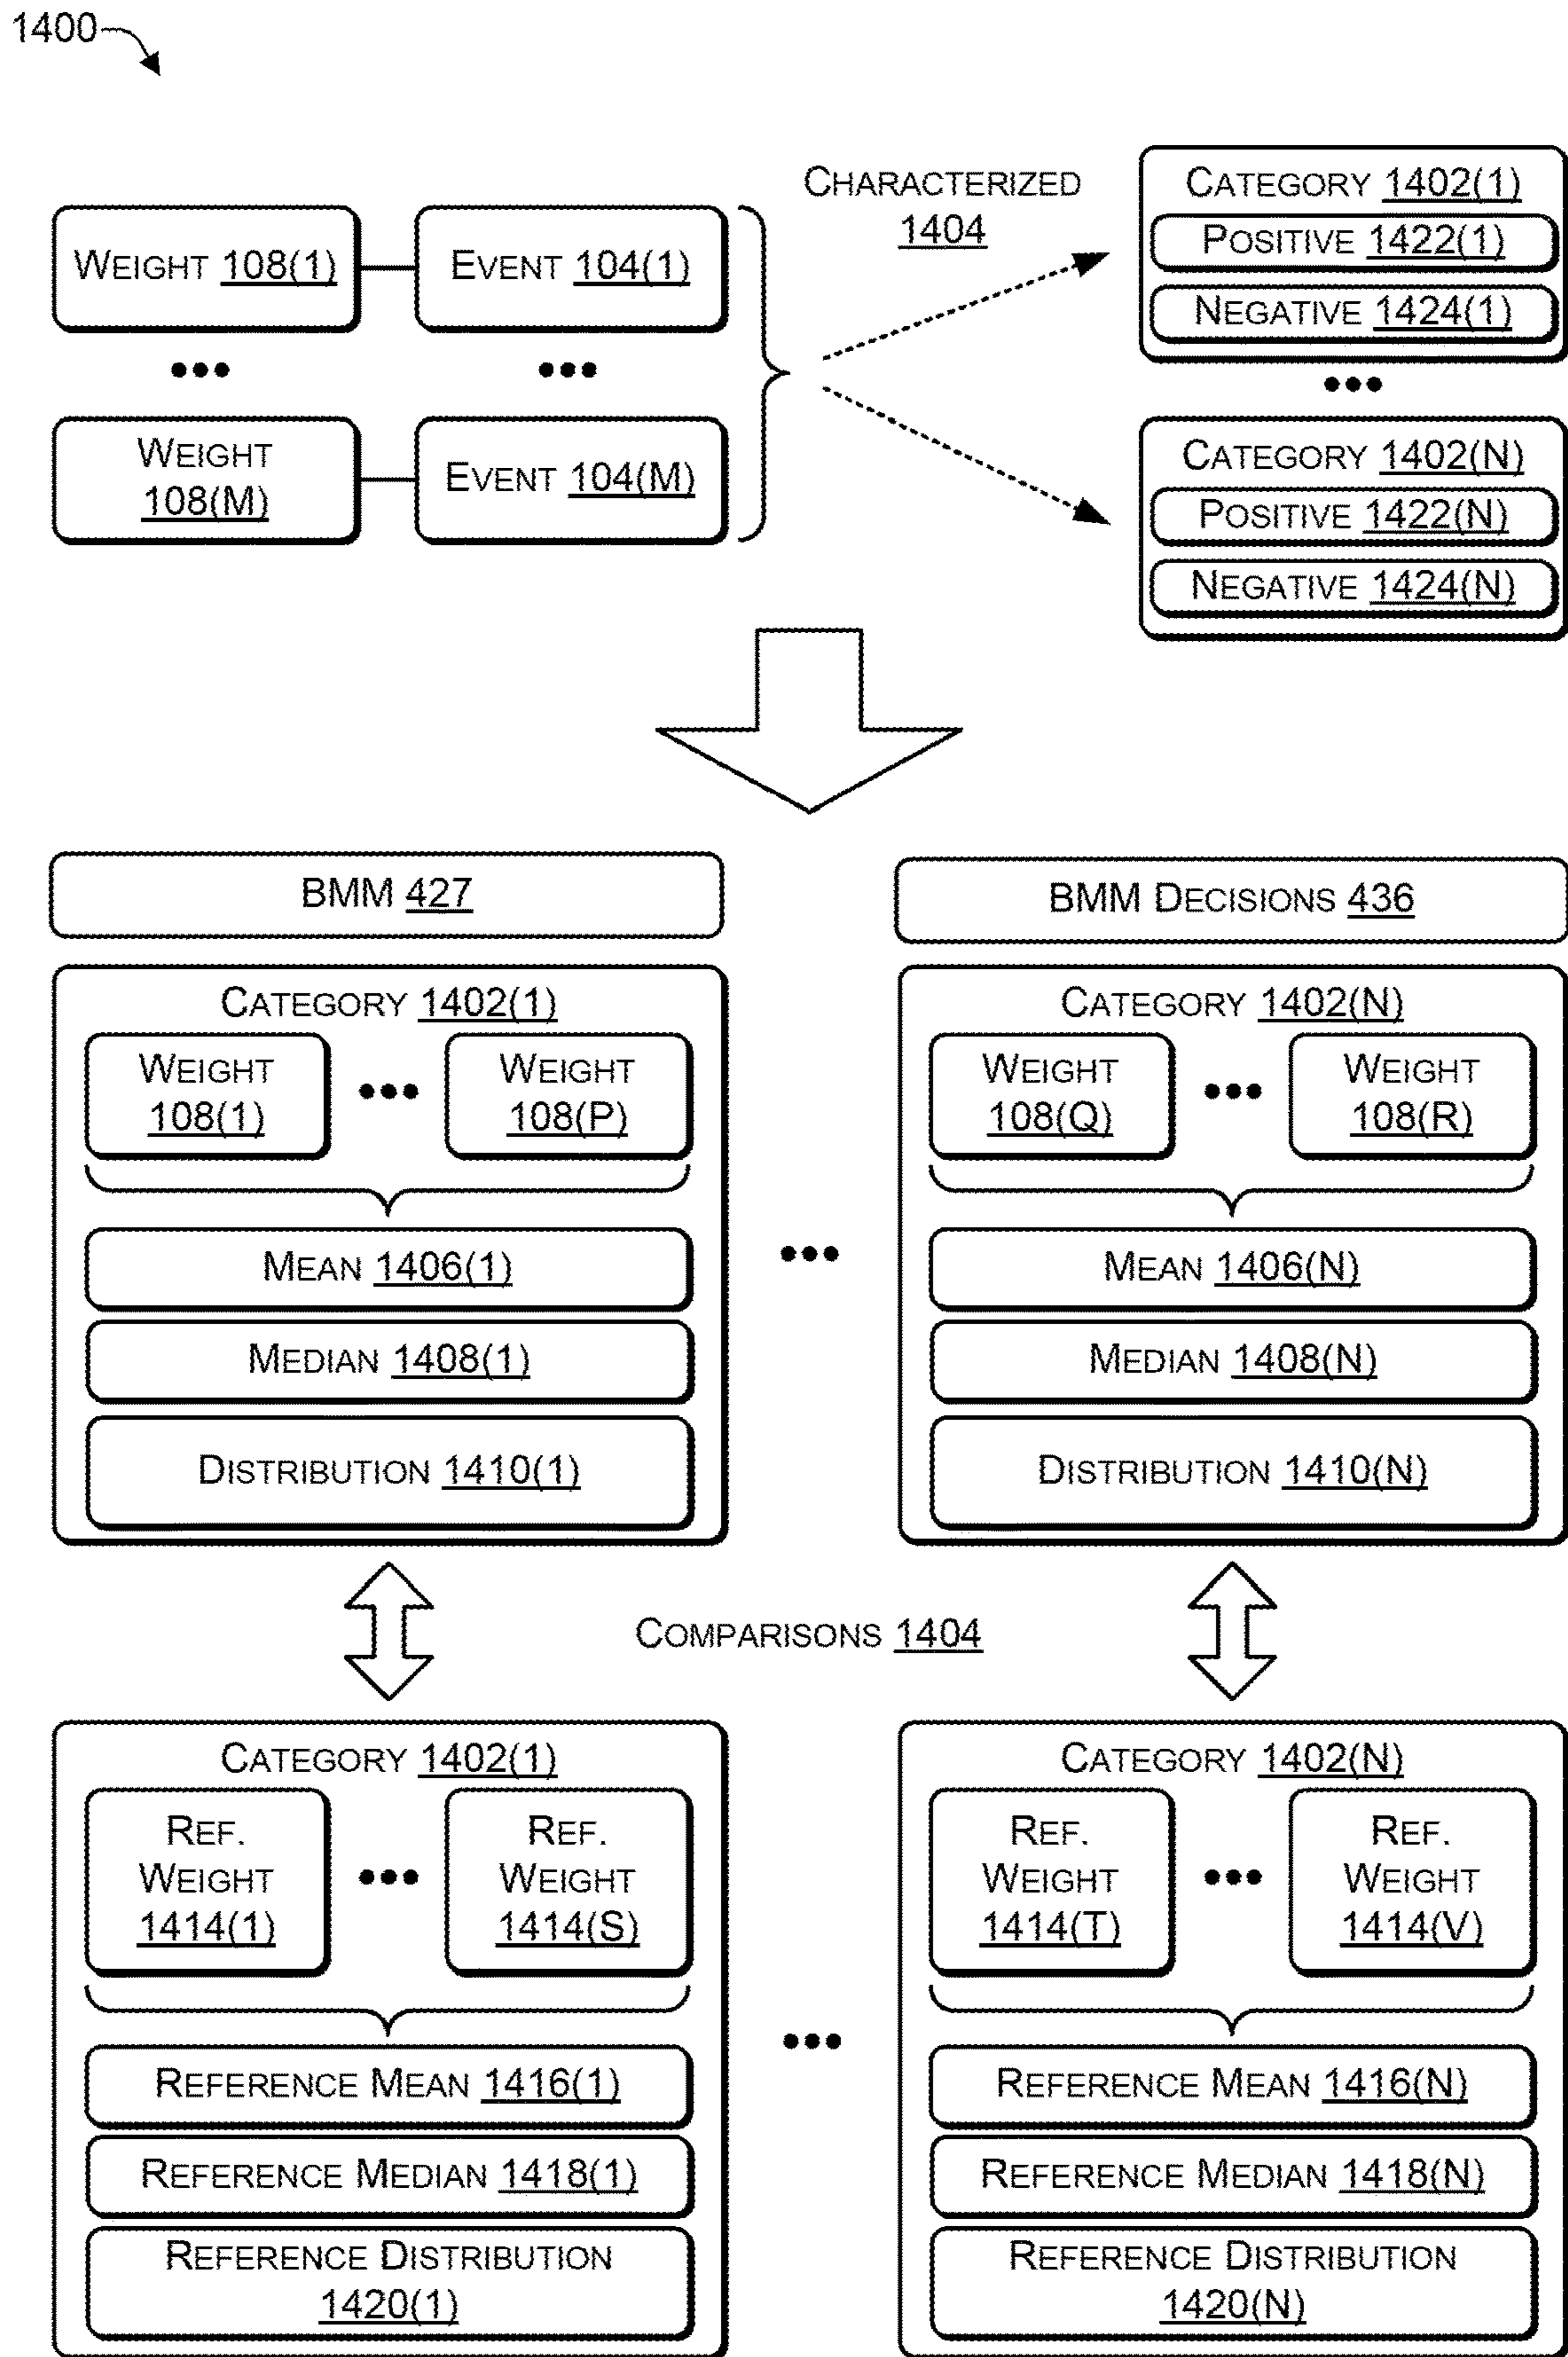 1400
CHARACTERIZED
1404
WEIGHT 108(1)
EVENT 104(1)
•••
•••
WEIGHT
108(M)
EVENT 104(M)
CATEGORY 1402(1)
POSITIVE 1422(1)
NEGATIVE 1424(1)
•••
CATEGORY 1402(N)
POSITIVE 1422(N)
NEGATIVE 1424(N)
BMM 427
BMM DECISIONS 436
CATEGORY 1402(1)
WEIGHT
108(1)
•••
WEIGHT
108(P)
MEAN 1406(1)
MEDIAN 1408(1)
DISTRIBUTION 1410(1)
•••
CATEGORY 1402(N)
WEIGHT
108(Q)
•••
WEIGHT
108(R)
MEAN 1406(N)
MEDIAN 1408(N)
DISTRIBUTION 1410(N)
COMPARISONS 1404
CATEGORY 1402(1)
REF.
WEIGHT
1414(1)
•••
REF.
WEIGHT
1414(S)
REFERENCE MEAN 1416(1)
REFERENCE MEDIAN 1418(1)
REFERENCE DISTRIBUTION
1420(1)
•••
CATEGORY 1402(N)
REF.
WEIGHT
1414(T)
•••
REF.
WEIGHT
1414(V)
REFERENCE MEAN 1416(N)
REFERENCE MEDIAN 1418(N)
REFERENCE DISTRIBUTION
1420(N)